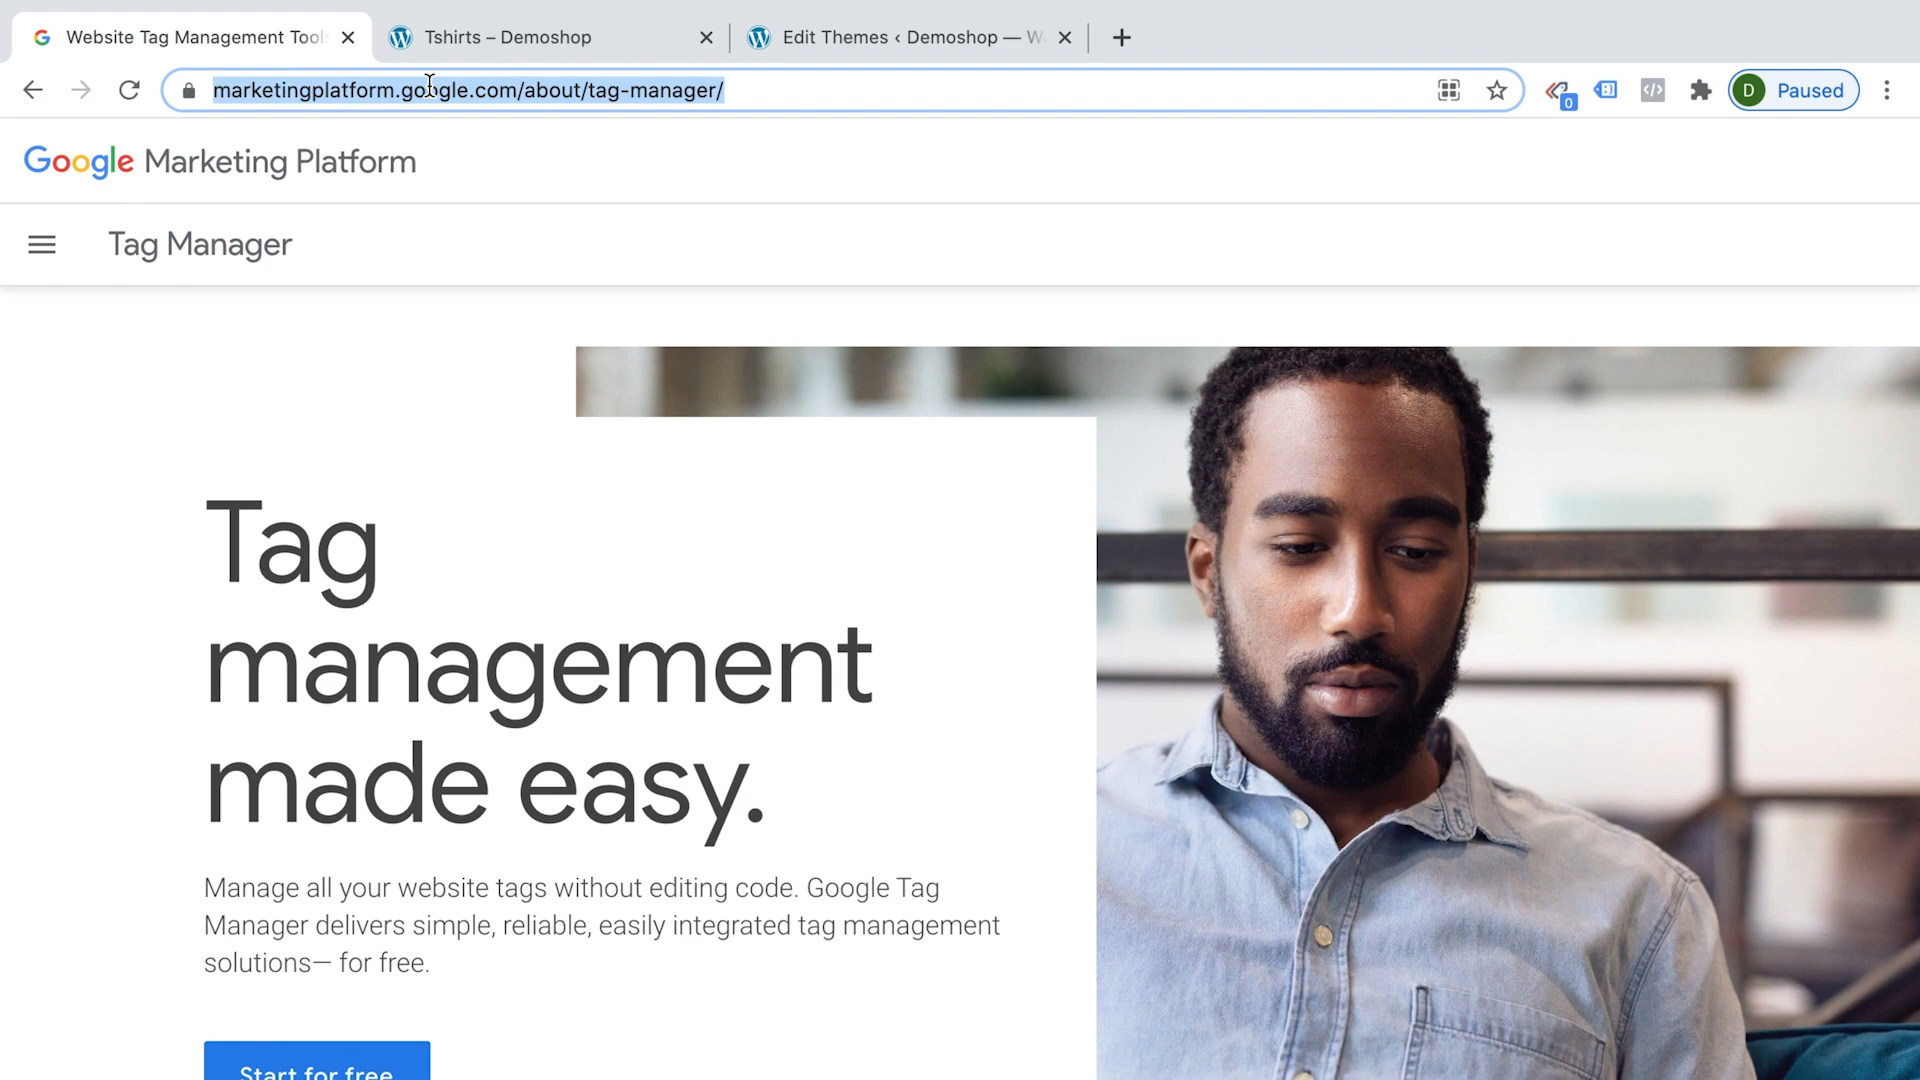 Website Tag Management Tools
Tshirts – Demoshop
Edit Themes ‹ Demoshop — W
marketingplatform.google.com/about/tag-manager/
0
D
Paused
Google Marketing Platform
Tag Manager
Tag
management
made easy.
Manage all your website tags without editing code. Google Tag
Manager delivers simple, reliable, easily integrated tag management
solutions— for free.
Start for free